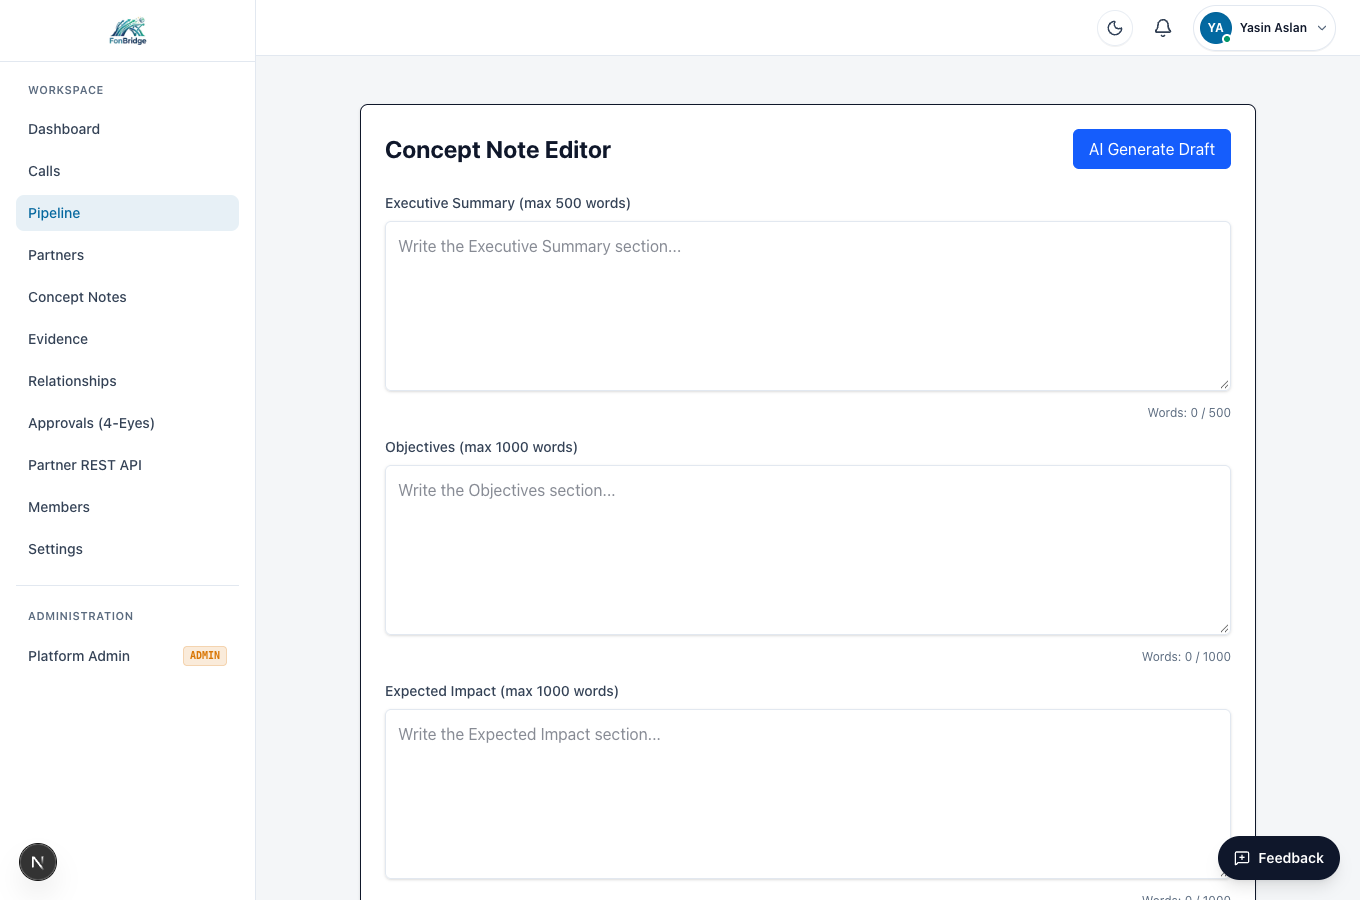 FonBridge
YA
Yasin Aslan
WORKSPACE
Dashboard
Calls
Pipeline
Partners
Concept Notes
Evidence
Relationships
Approvals (4-Eyes)
Partner REST API
Members
Settings
ADMINISTRATION
Platform Admin
ADMIN
N
Concept Note Editor
AI Generate Draft
Executive Summary (max 500 words)
Write the Executive Summary section...
Words: 0 / 500
Objectives (max 1000 words)
Write the Objectives section...
Words: 0 / 1000
Expected Impact (max 1000 words)
Write the Expected Impact section...
Words: 0 / 1000
Feedback